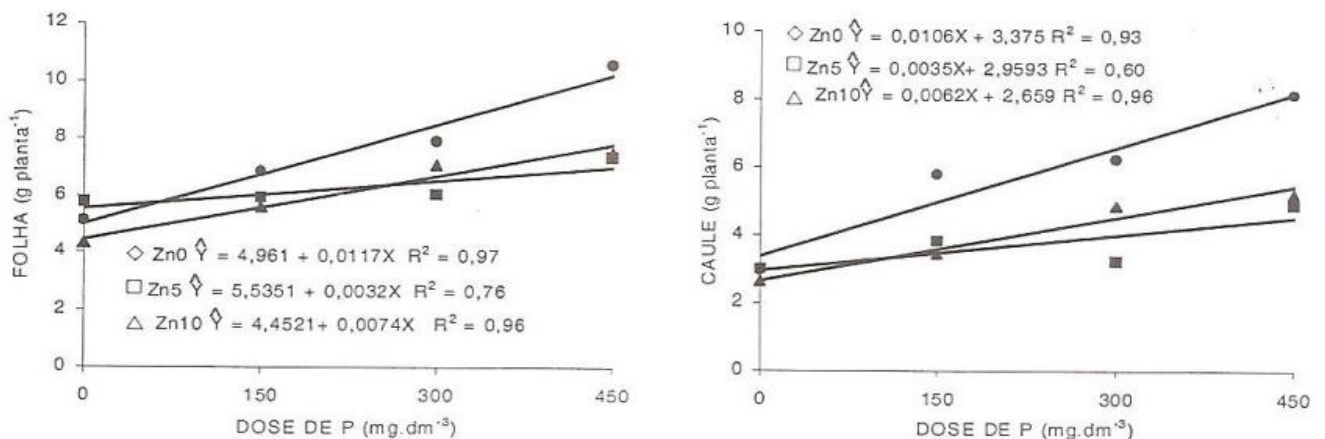 12
10
8
6
4
2
0
FOLHA (g planta⁻¹)
Zn0 Ŷ = 4,961 + 0,0117X R² = 0,97
Zn5 Ŷ = 5,5351 + 0,0032X R² = 0,76
Zn10 Ŷ = 4,4521+ 0,0074X R² = 0,96
0 150 300 450
DOSE DE P (mg.dm⁻³)
10
8
6
4
2
0
CAULE (g planta⁻¹)
Zn0 Ŷ = 0,0106X + 3,375 R² = 0,93
Zn5 Ŷ = 0,0035X+ 2,9593 R² = 0,60
Zn10Ŷ = 0,0062X + 2,659 R² = 0,96
0 150 300 450
DOSE DE P (mg.dm⁻³)